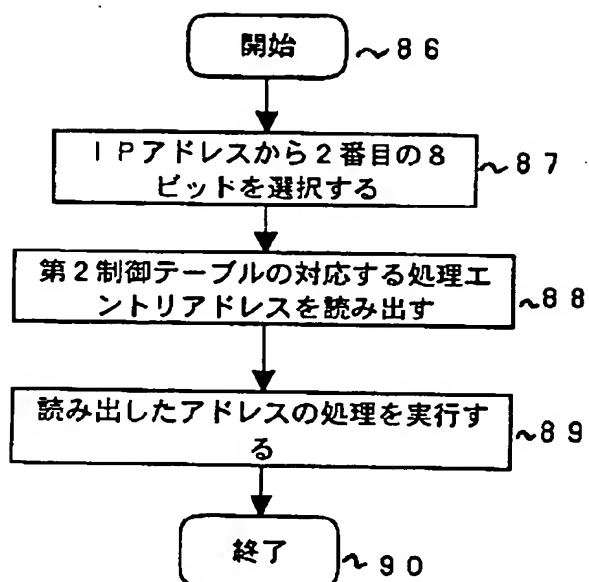 開始 ~86
IPアドレスから2番目の8
ビットを選択する ~87
第2制御テーブルの対応する処理エ
ントリアドレスを読み出す ~88
読み出したアドレスの処理を実行す
る ~89
終了 ~90